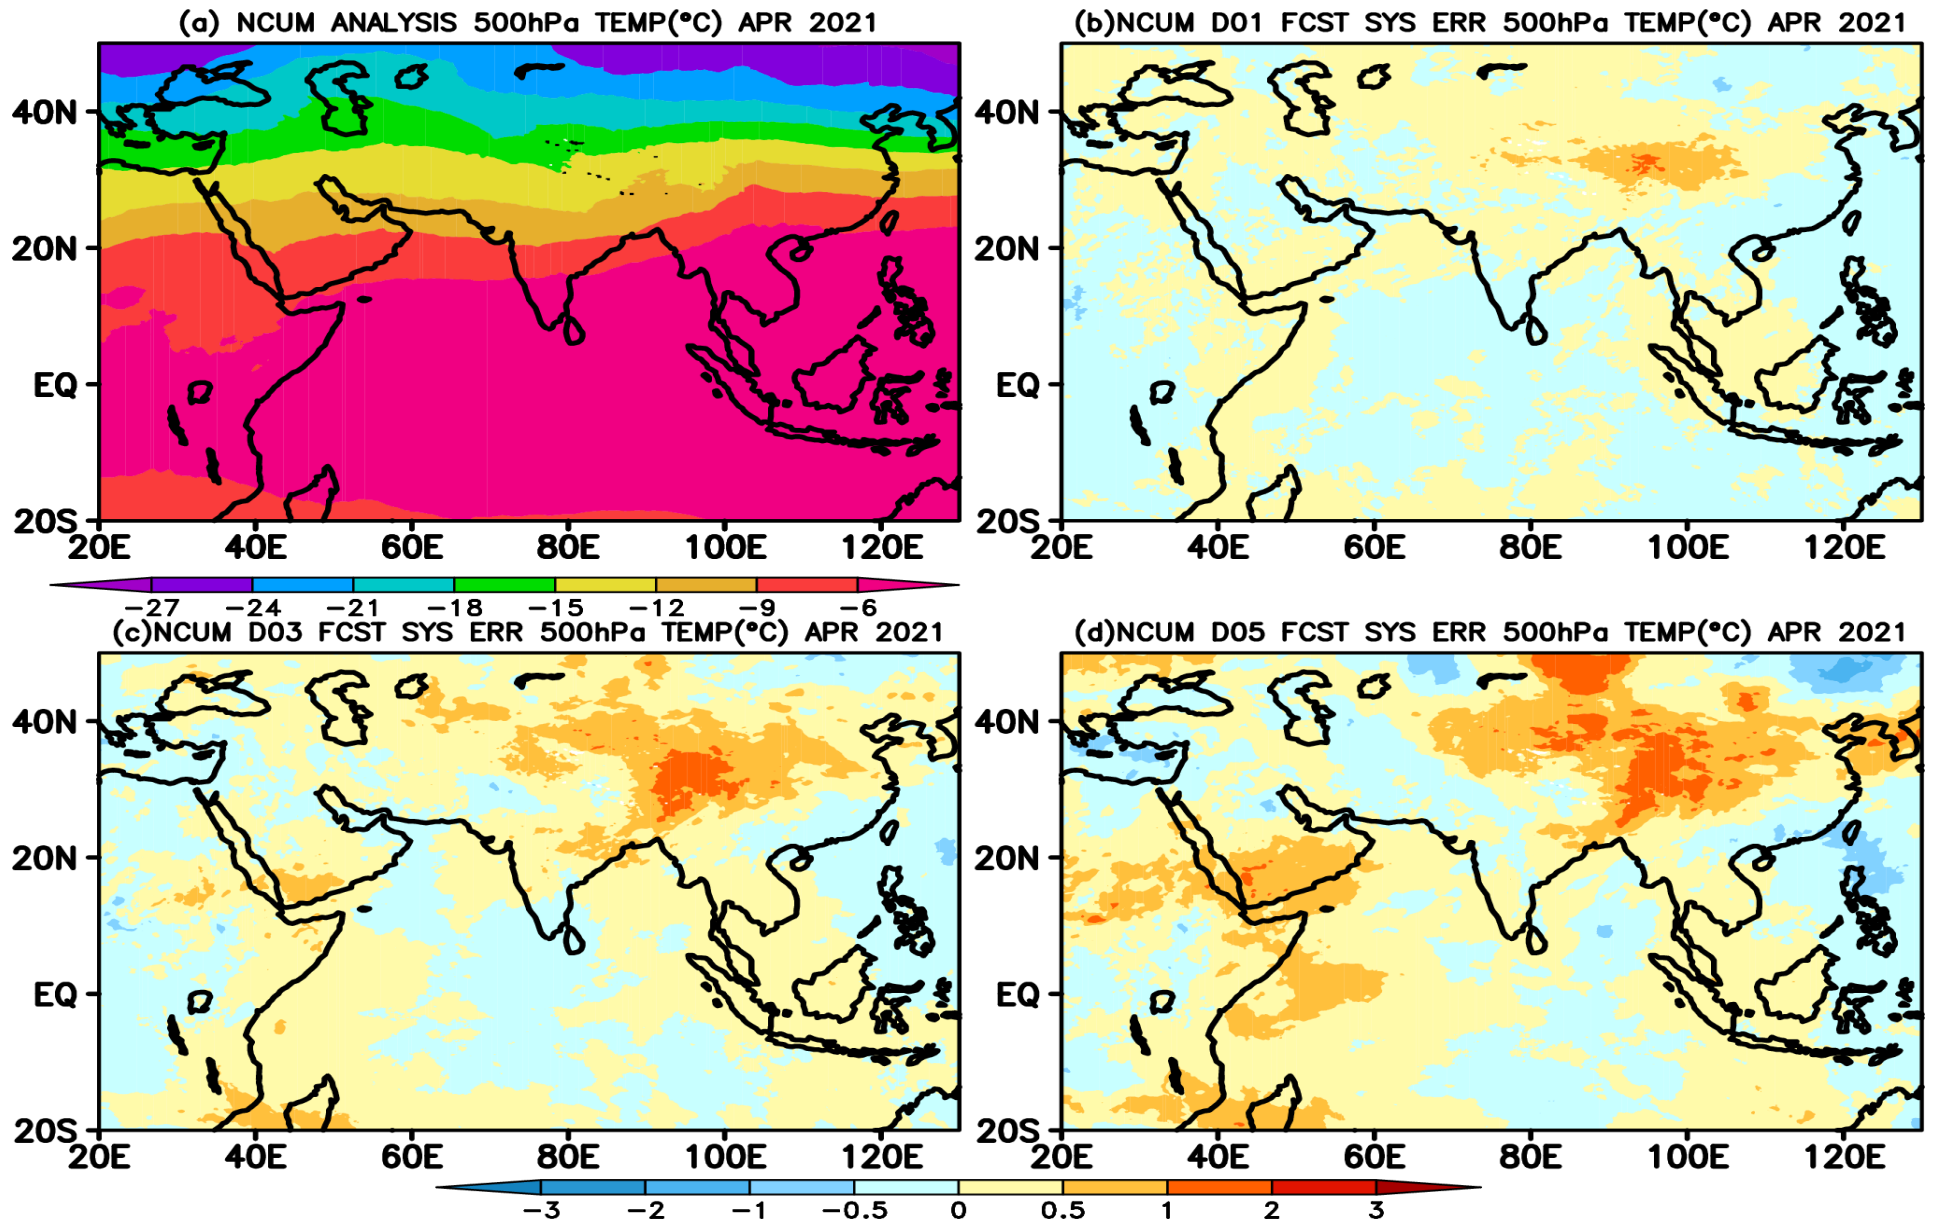 (a) NCUM ANALYSIS 500hPa TEMP(°C) APR 2021
(b)NCUM D01 FCST SYS ERR 500hPa TEMP(°C) APR 2021
40N
20N
EQ
20S
20E 40E 60E 80E 100E 120E
40N
20N
EQ
20S
20E 40E 60E 80E 100E 120E
−27 −24 −21 −18 −15 −12 −9 −6
(c)NCUM D03 FCST SYS ERR 500hPa TEMP(°C) APR 2021
(d)NCUM D05 FCST SYS ERR 500hPa TEMP(°C) APR 2021
40N
20N
EQ
20S
20E 40E 60E 80E 100E 120E
40N
20N
EQ
20S
20E 40E 60E 80E 100E 120E
−3 −2 −1 −0.5 0 0.5 1 2 3